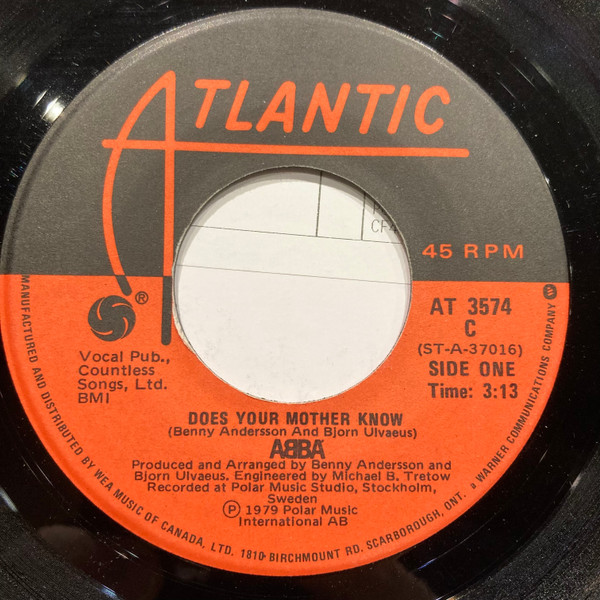 ATLANTIC
®
45 RPM
AT 3574
C
(ST-A-37016)
SIDE ONE
Time: 3:13
Vocal Pub.,
Countless
Songs, Ltd.
BMI
DOES YOUR MOTHER KNOW
(Benny Andersson And Bjorn Ulvaeus)
ABBA
Produced and Arranged by Benny Andersson and
Bjorn Ulvaeus. Engineered by Michael B. Tretow
Recorded at Polar Music Studio, Stockholm,
Sweden
℗ 1979 Polar Music
International AB
MANUFACTURED AND DISTRIBUTED BY WEA MUSIC OF CANADA, LTD. 1810 BIRCHMOUNT RD. SCARBOROUGH, ONT. a WARNER COMMUNICATIONS COMPANY